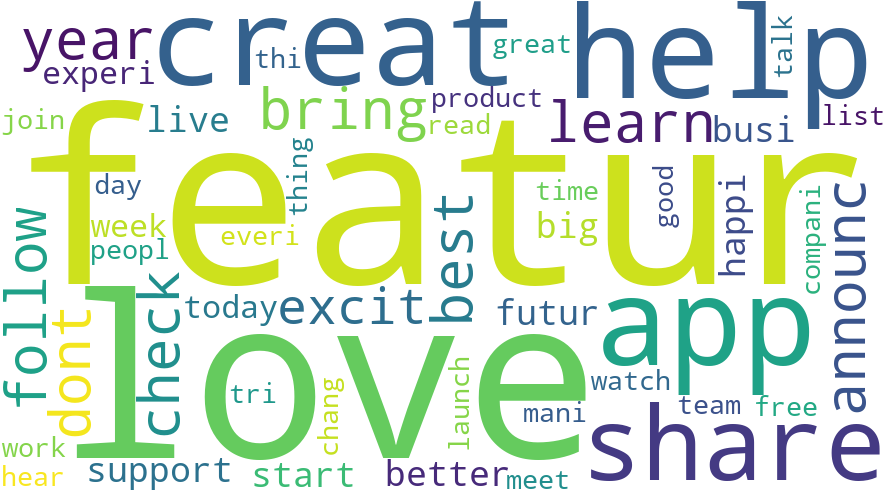 year
creat
help
talk
experi
thi
great
join
live
bring
product
read
learn
busi
list
featur
day
thing
time
good
happi
compani
announc
follow
week
everi
peopl
best
big
love
check
dont
today
excit
futur
app
tri
chang
launch
watch
mani
team
free
share
work
hear
support
start
better
meet